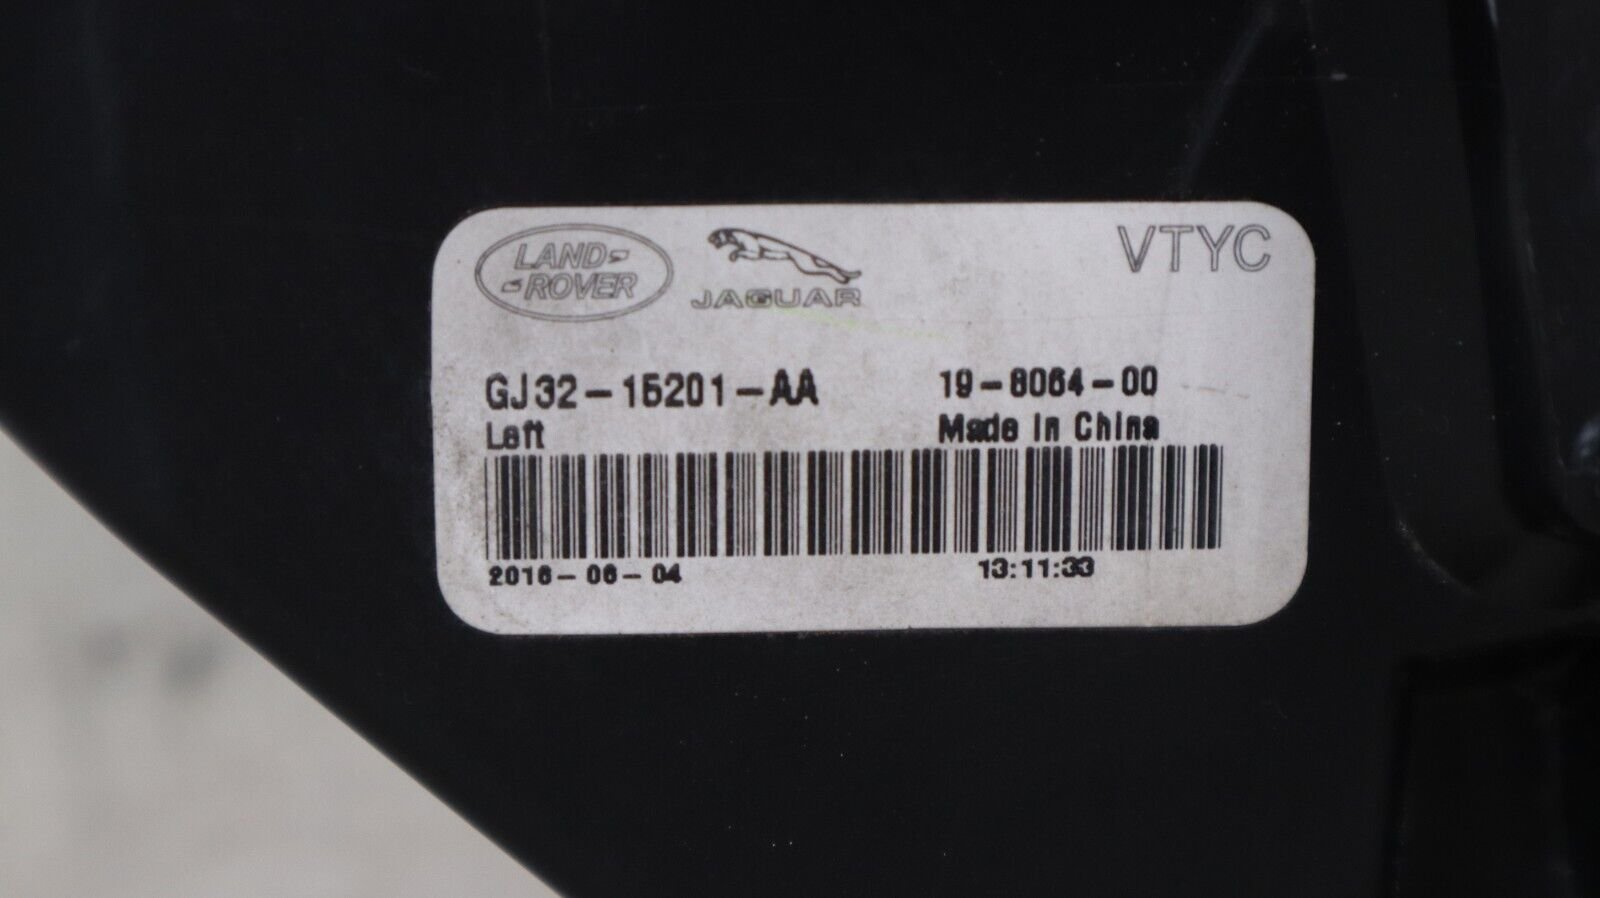 LAND ROVER
JAGUAR
VTYC
GJ32-15201-AA
19-8064-00
Left
Made in China
2016-06-04
13:11:33